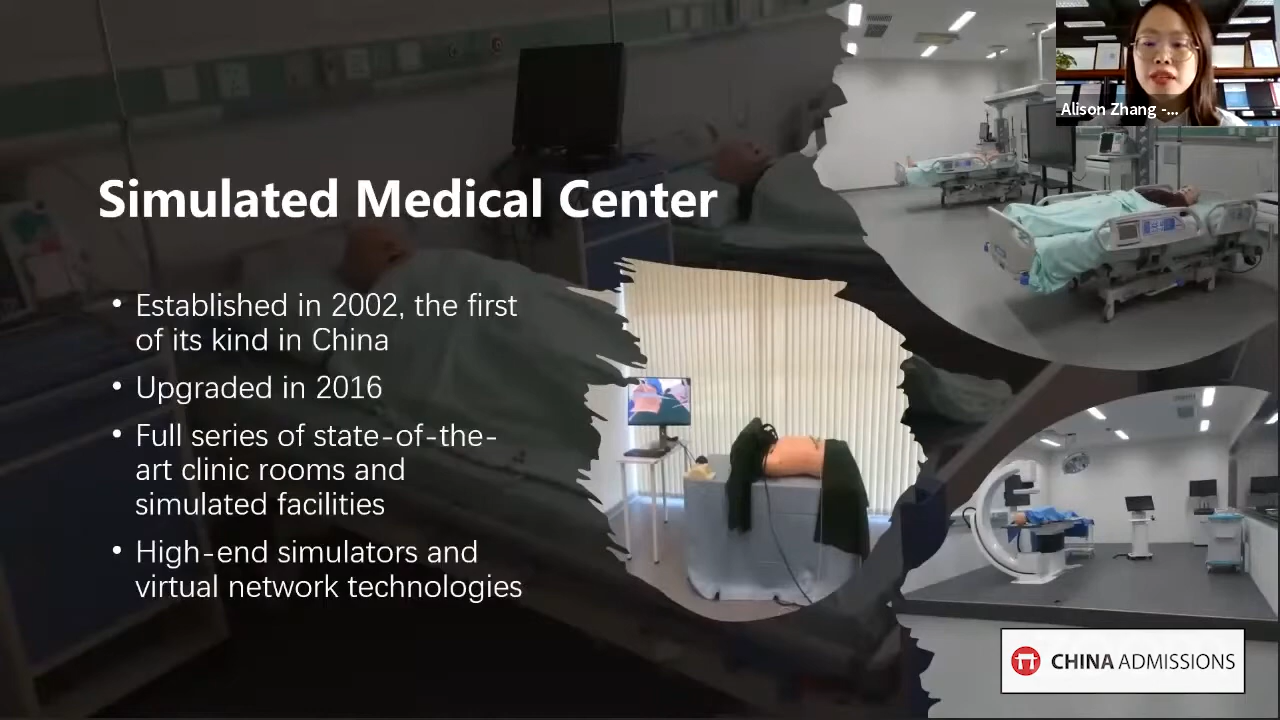 Alison Zhang -...
Simulated Medical Center
• Established in 2002, the first
of its kind in China
• Upgraded in 2016
• Full series of state-of-the-
art clinic rooms and
simulated facilities
• High-end simulators and
virtual network technologies
CHINA ADMISSIONS